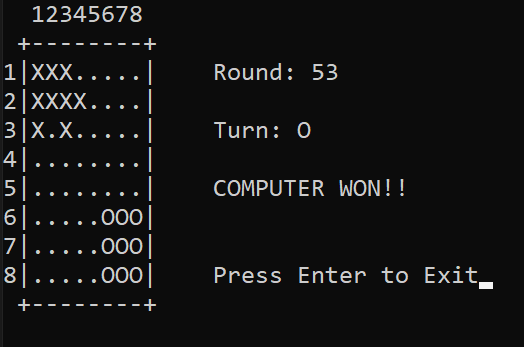 12345678
 +--------+
1|XXX.....|    Round: 53
2|XXXX....|
3|X.X.....|    Turn: O
4|........|
5|........|    COMPUTER WON!!
6|.....OOO|
7|.....OOO|
8|.....OOO|    Press Enter to Exit_
 +--------+